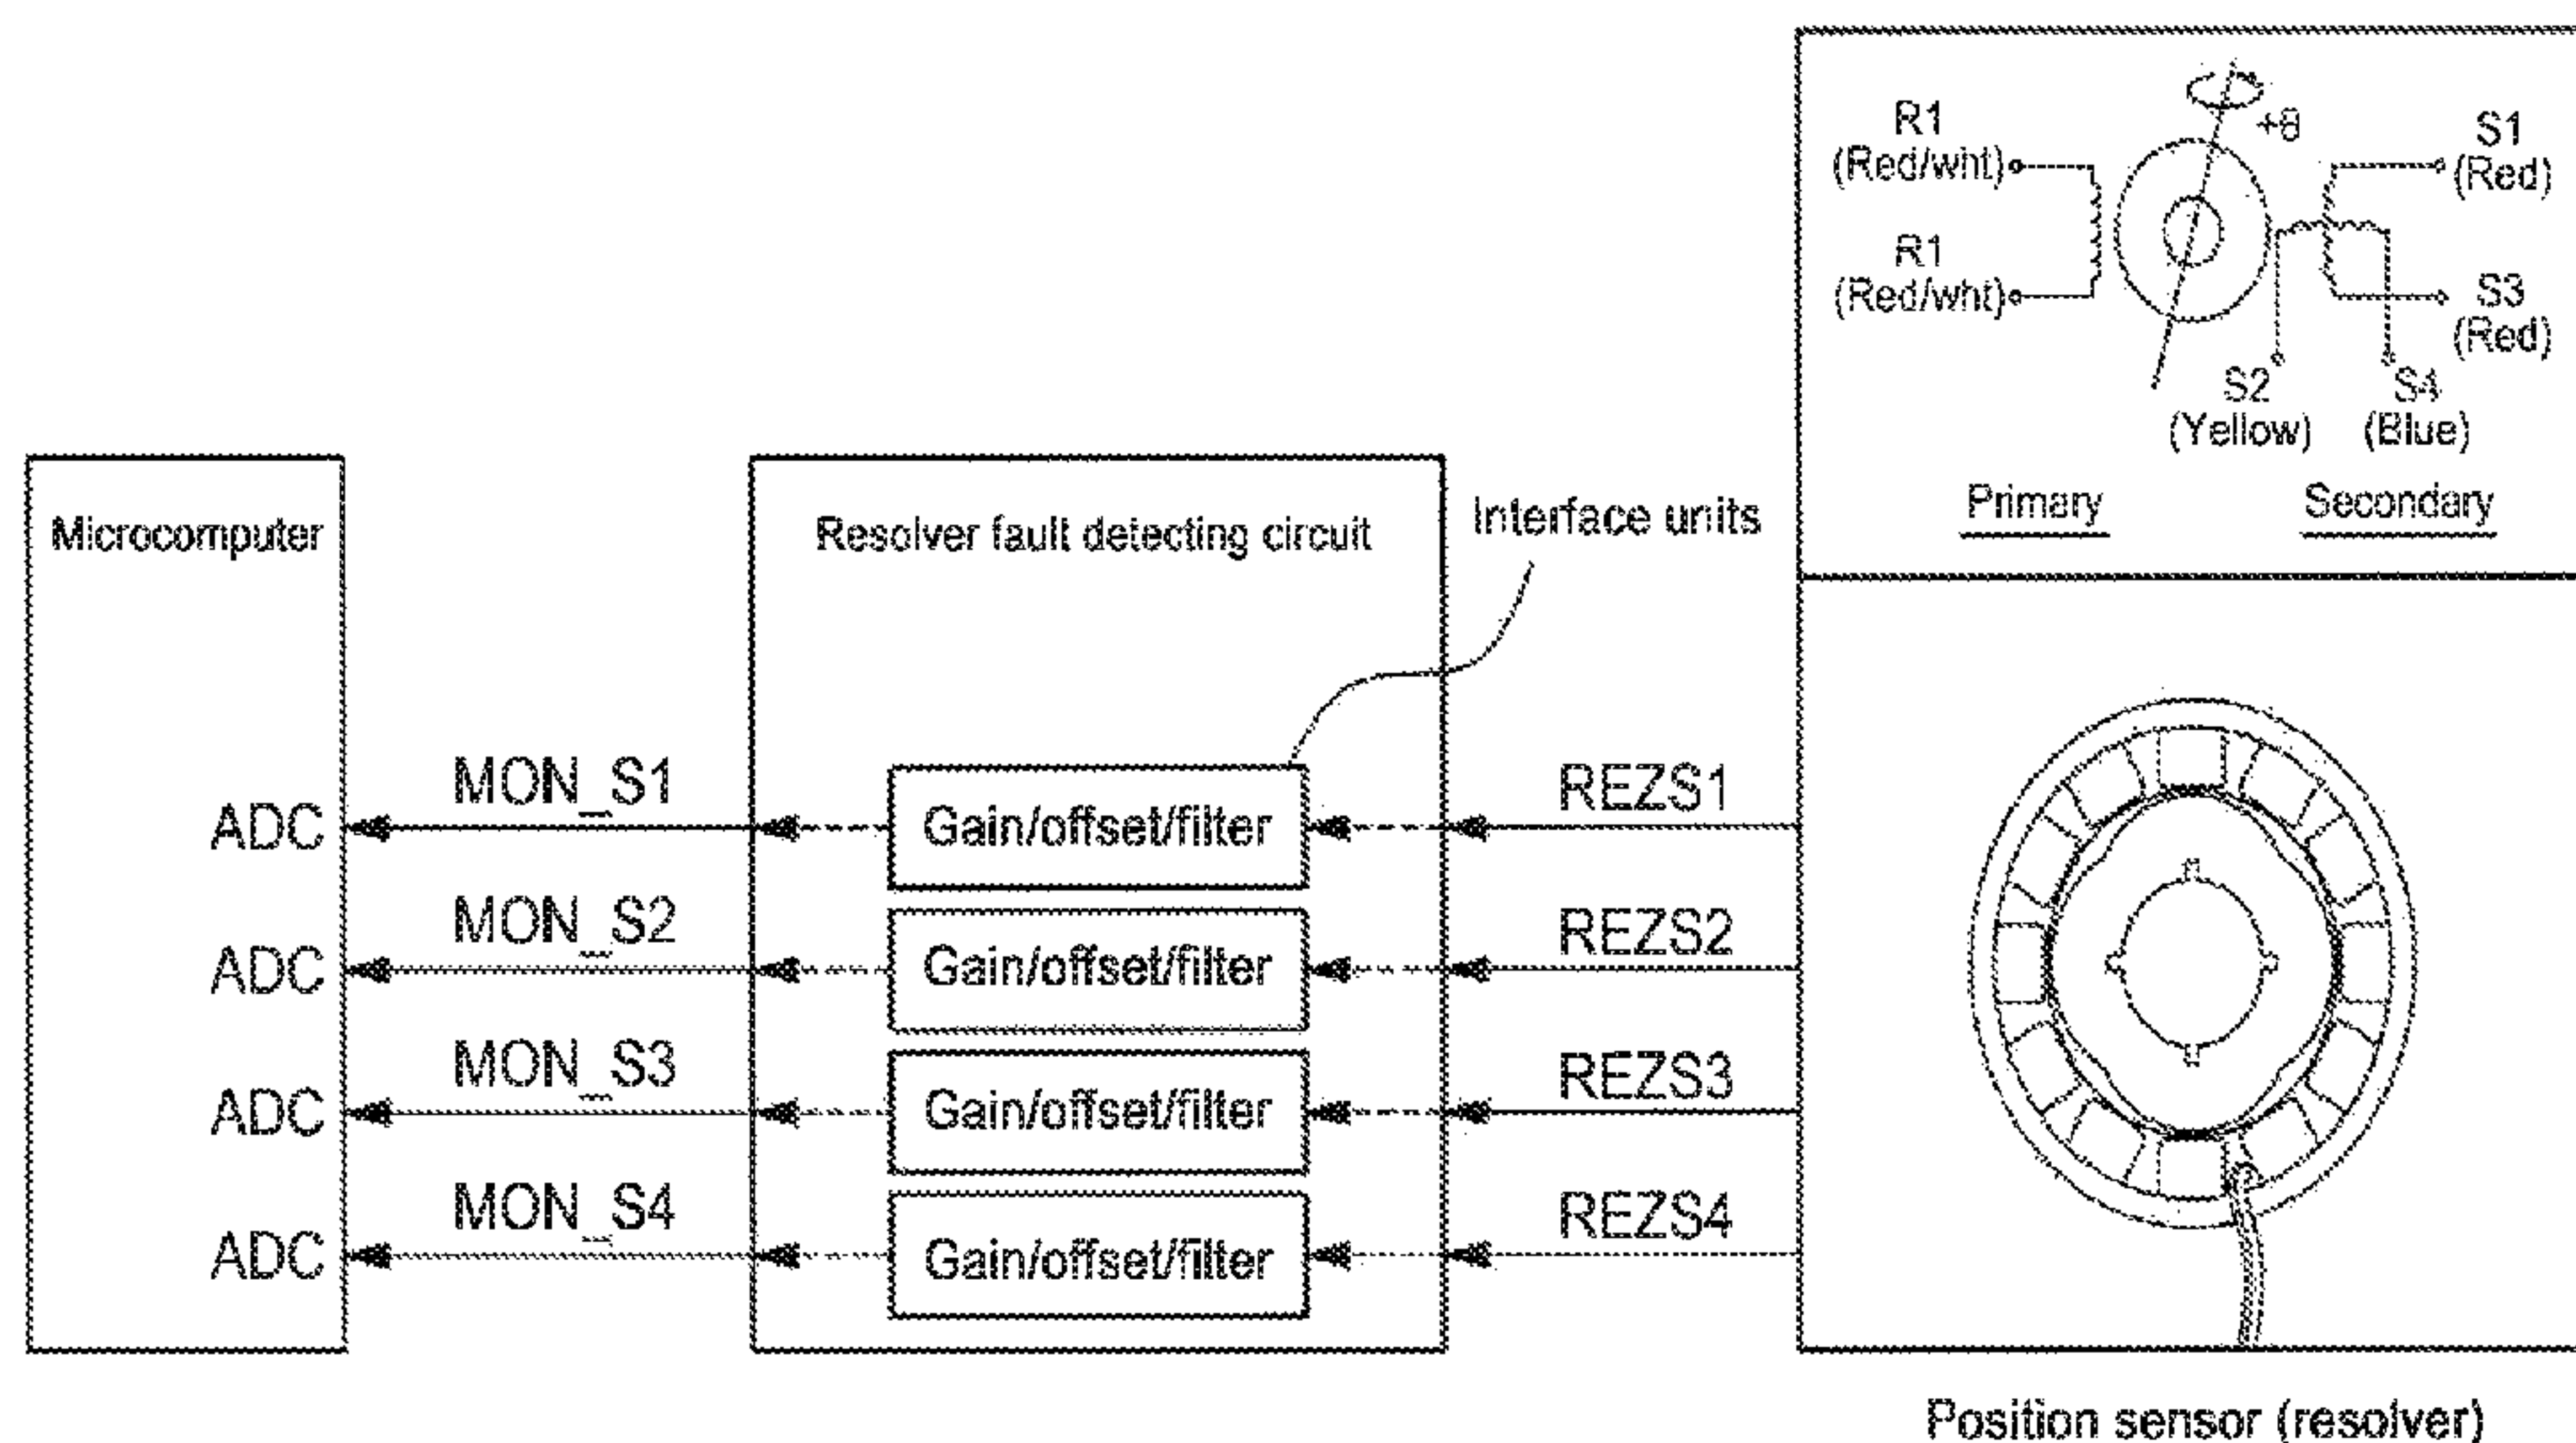 R1
(Red/wht)
R1
(Red/wht)
+θ
S1
(Red)
S3
(Red)
S2
(Yellow)
S4
(Blue)
Primary
Secondary
Microcomputer
Resolver fault detecting circuit
Interface units
ADC
MON_S1
Gain/offset/filter
REZS1
ADC
MON_S2
Gain/offset/filter
REZS2
ADC
MON_S3
Gain/offset/filter
REZS3
ADC
MON_S4
Gain/offset/filter
REZS4
Position sensor (resolver)